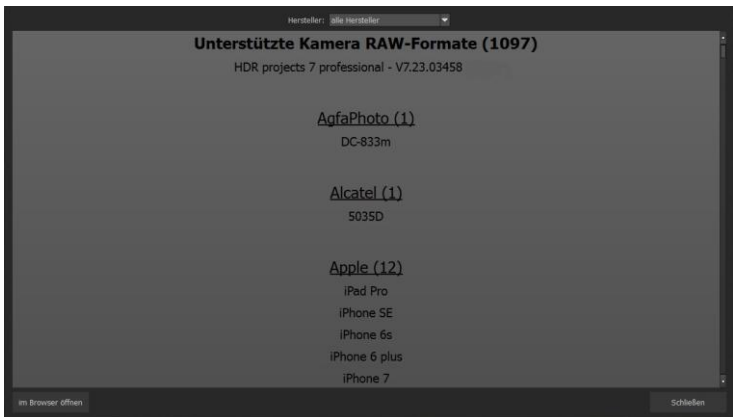 Hersteller: alle Hersteller
Unterstützte Kamera RAW-Formate (1097)
HDR projects 7 professional - V7.23.03458
AgfaPhoto (1)
DC-833m
Alcatel (1)
5035D
Apple (12)
iPad Pro
iPhone SE
iPhone 6s
iPhone 6 plus
iPhone 7
im Browser öffnen
Schließen